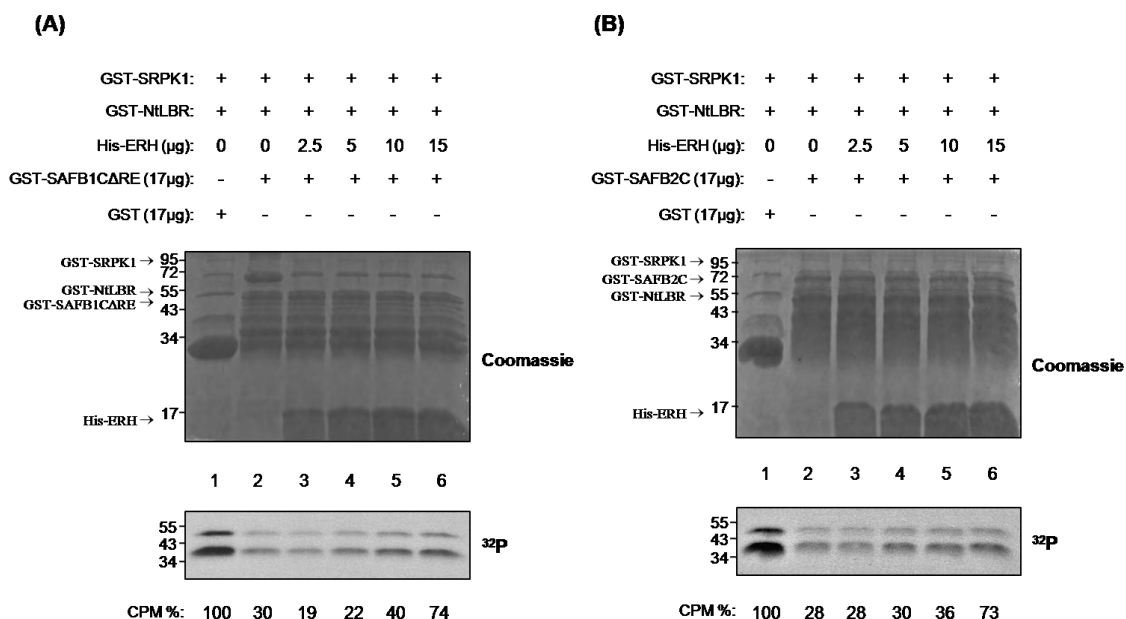 (A)
GST-SRPK1: + + + + + +
GST-NtLBR: + + + + + +
His-ERH (µg): 0 0 2.5 5 10 15
GST-SAFB1CΔRE (17µg): - + + + + +
GST (17µg): + - - - - -
GST-SRPK1 → 95
72
GST-NtLBR → 55
GST-SAFB1CΔRE → 43
34
Coomassie
His-ERH → 17
1 2 3 4 5 6
55
43
34
32P
CPM %: 100 30 19 22 40 74
(B)
GST-SRPK1: + + + + + +
GST-NtLBR: + + + + + +
His-ERH (µg): 0 0 2.5 5 10 15
GST-SAFB2C (17µg): - + + + + +
GST (17µg): + - - - - -
GST-SRPK1 → 95
GST-SAFB2C → 72
GST-NtLBR → 55
43
34
Coomassie
His-ERH → 17
1 2 3 4 5 6
55
43
34
32P
CPM %: 100 28 28 30 36 73